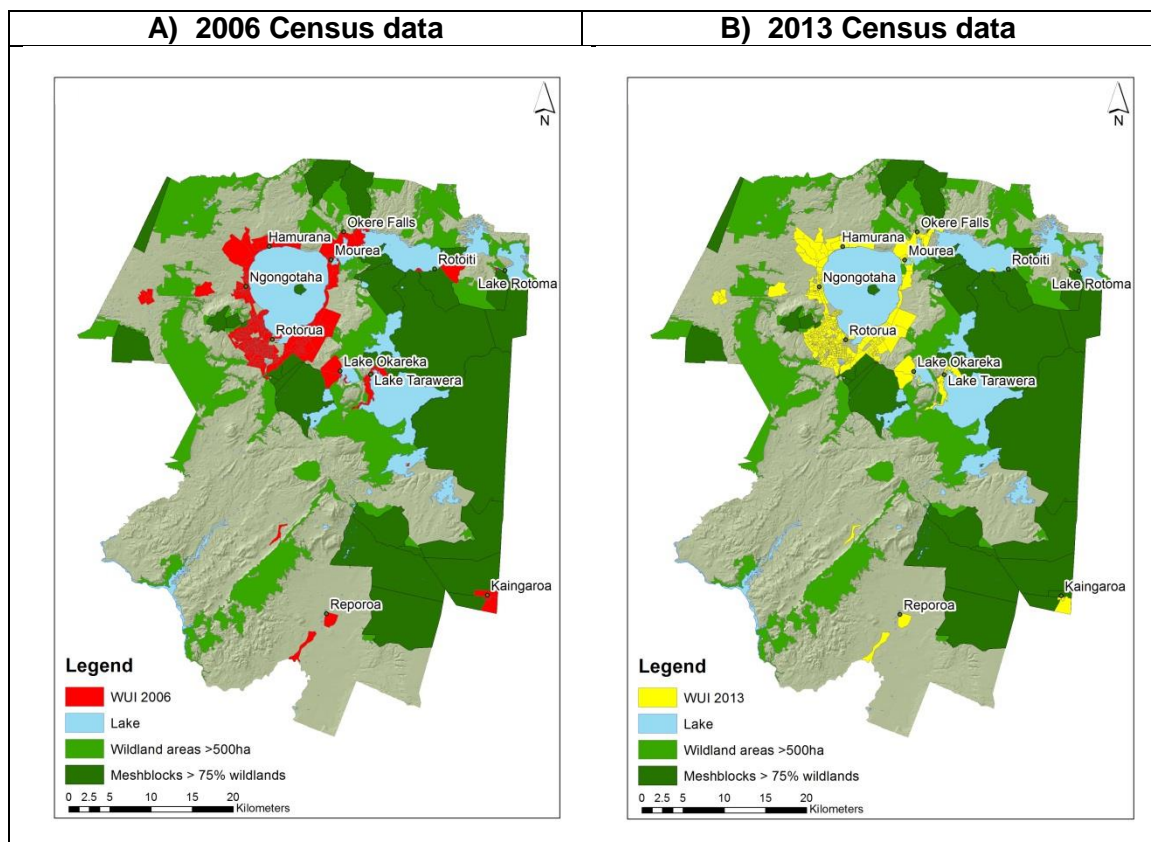 A) 2006 Census data
B) 2013 Census data
N
Okere Falls
Hamurana
Mourea
Rotoiti
Ngongotaha
Lake Rotoma
Rotorua
Lake Okareka
Lake Tarawera
Kaingaroa
Reporoa
Legend
WUI 2006
Lake
Wildland areas >500ha
Meshblocks > 75% wildlands
0 2.5 5 10 15 20
Kilometers
N
Okere Falls
Hamurana
Mourea
Rotoiti
Ngongotaha
Lake Rotoma
Rotorua
Lake Okareka
Lake Tarawera
Kaingaroa
Reporoa
Legend
WUI 2013
Lake
Wildland areas >500ha
Meshblocks > 75% wildlands
0 2.5 5 10 15 20
Kilometers